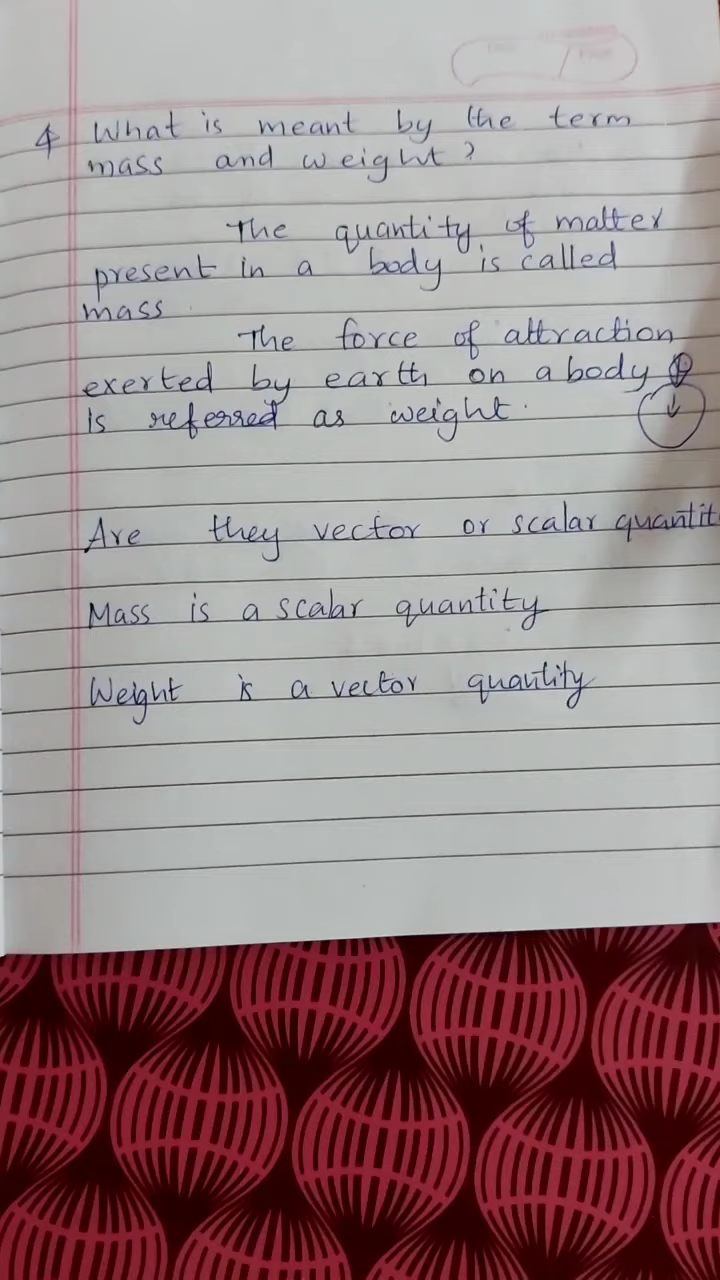 4 What is meant by the term
mass and weight?
The quantity of matter
present in a body is called
mass.
The force of attraction
exerted by earth on a body
is referred as weight.
Are they vector or scalar quantit
Mass is a scalar quantity
Weight is a vector quantity